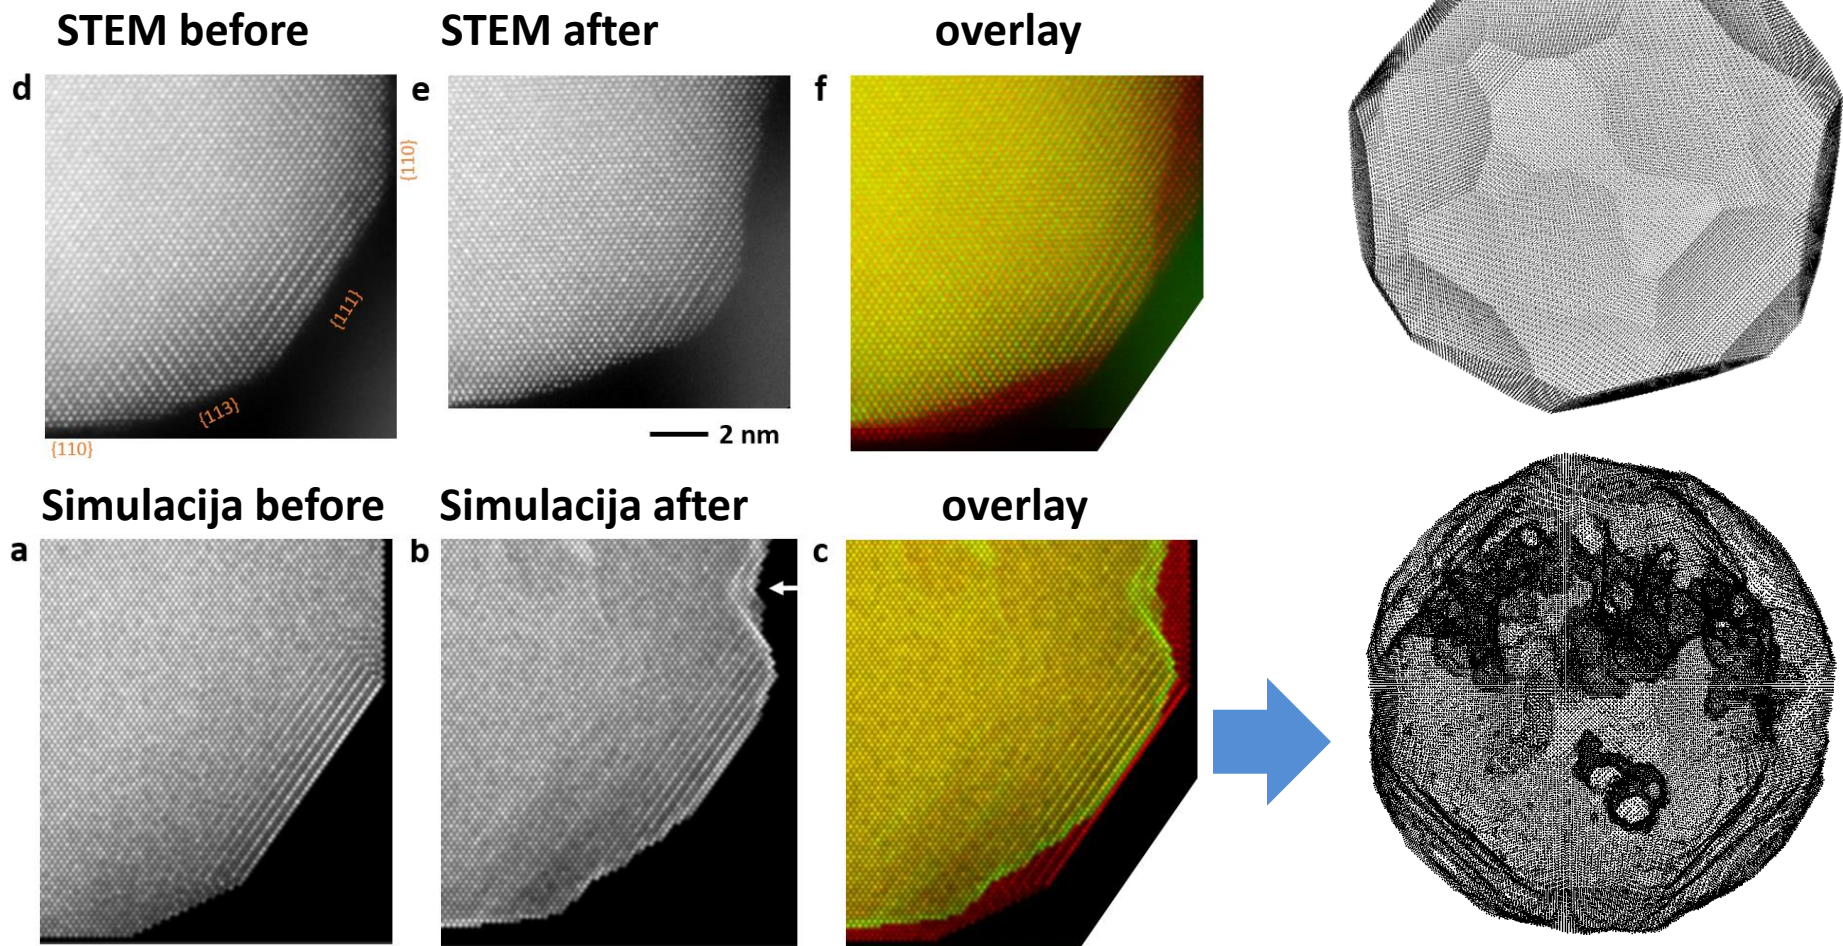 STEM before
STEM after
overlay
d
e
f
{110}
{111}
{113}
{110}
2 nm
Simulacija before
Simulacija after
overlay
a
b
c